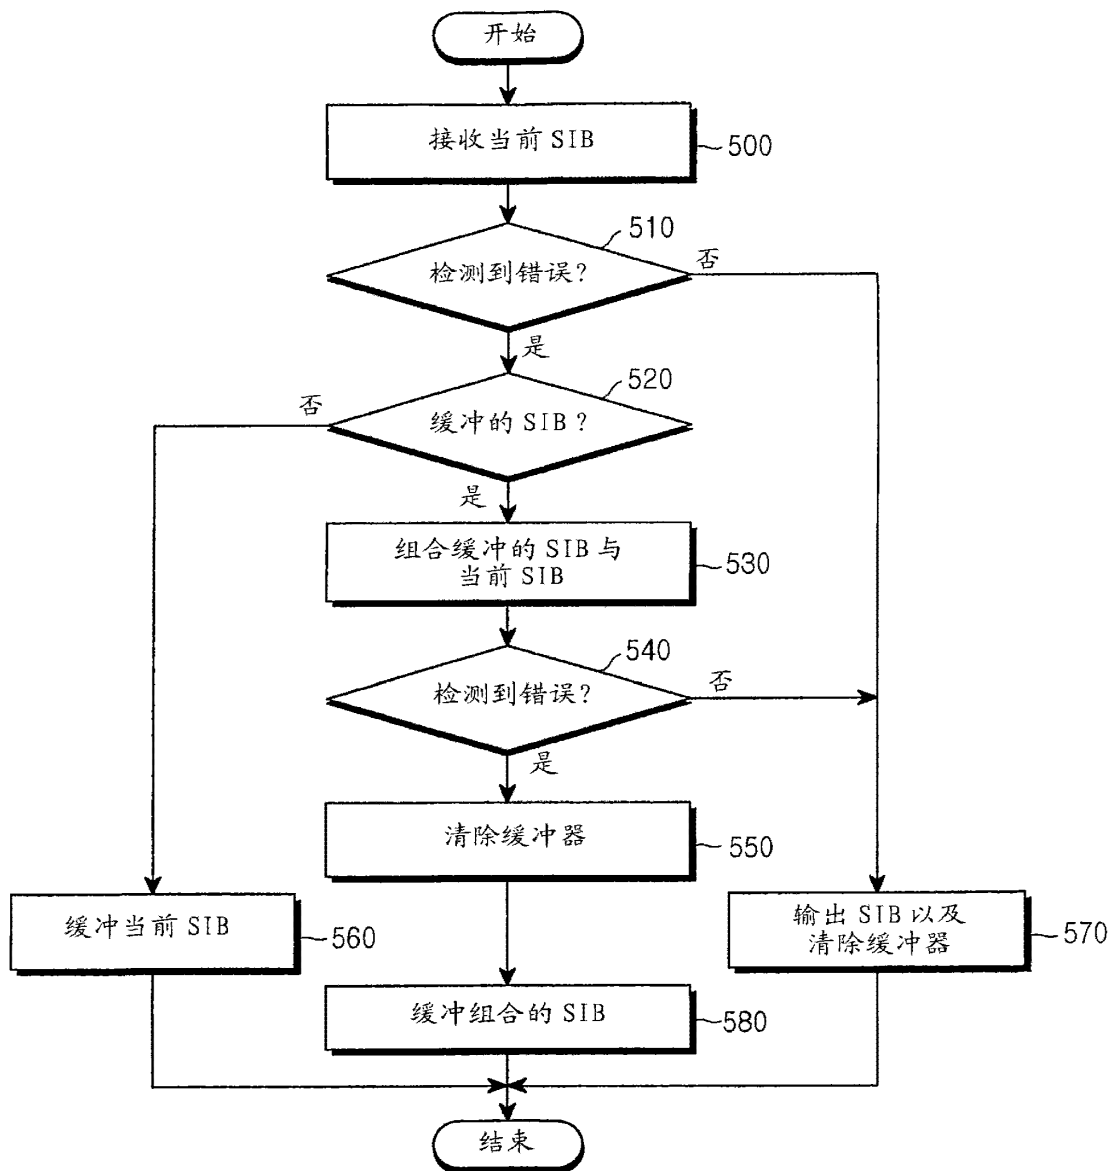 开始
接收当前 SIB
500
510
检测到错误?
否
是
520
否
缓冲的 SIB ?
是
组合缓冲的 SIB 与
当前 SIB
530
540
检测到错误?
否
是
清除缓冲器
550
缓冲当前 SIB
560
输出 SIB 以及
清除缓冲器
570
缓冲组合的 SIB
580
结束